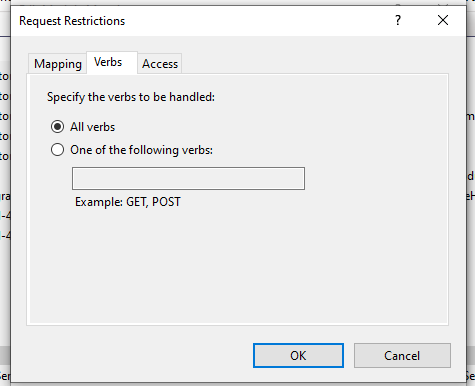 Request Restrictions
? ×
Mapping Verbs Access
Specify the verbs to be handled:
All verbs
One of the following verbs:
Example: GET, POST
OK Cancel